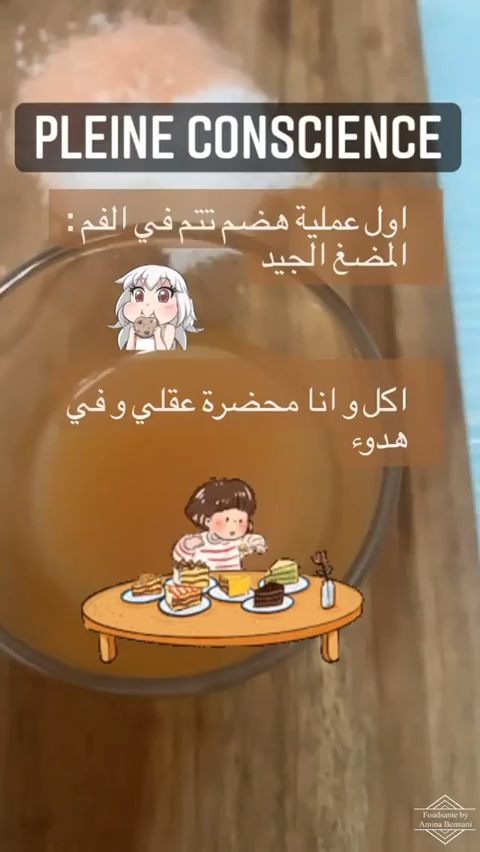 PLEINE CONSCIENCE
اول عملية هضم تتم في الفم :
المضغ الجيد
اكل و انا محضرة عقلي و في
هدوء
Foodsante by
Amina Bennani